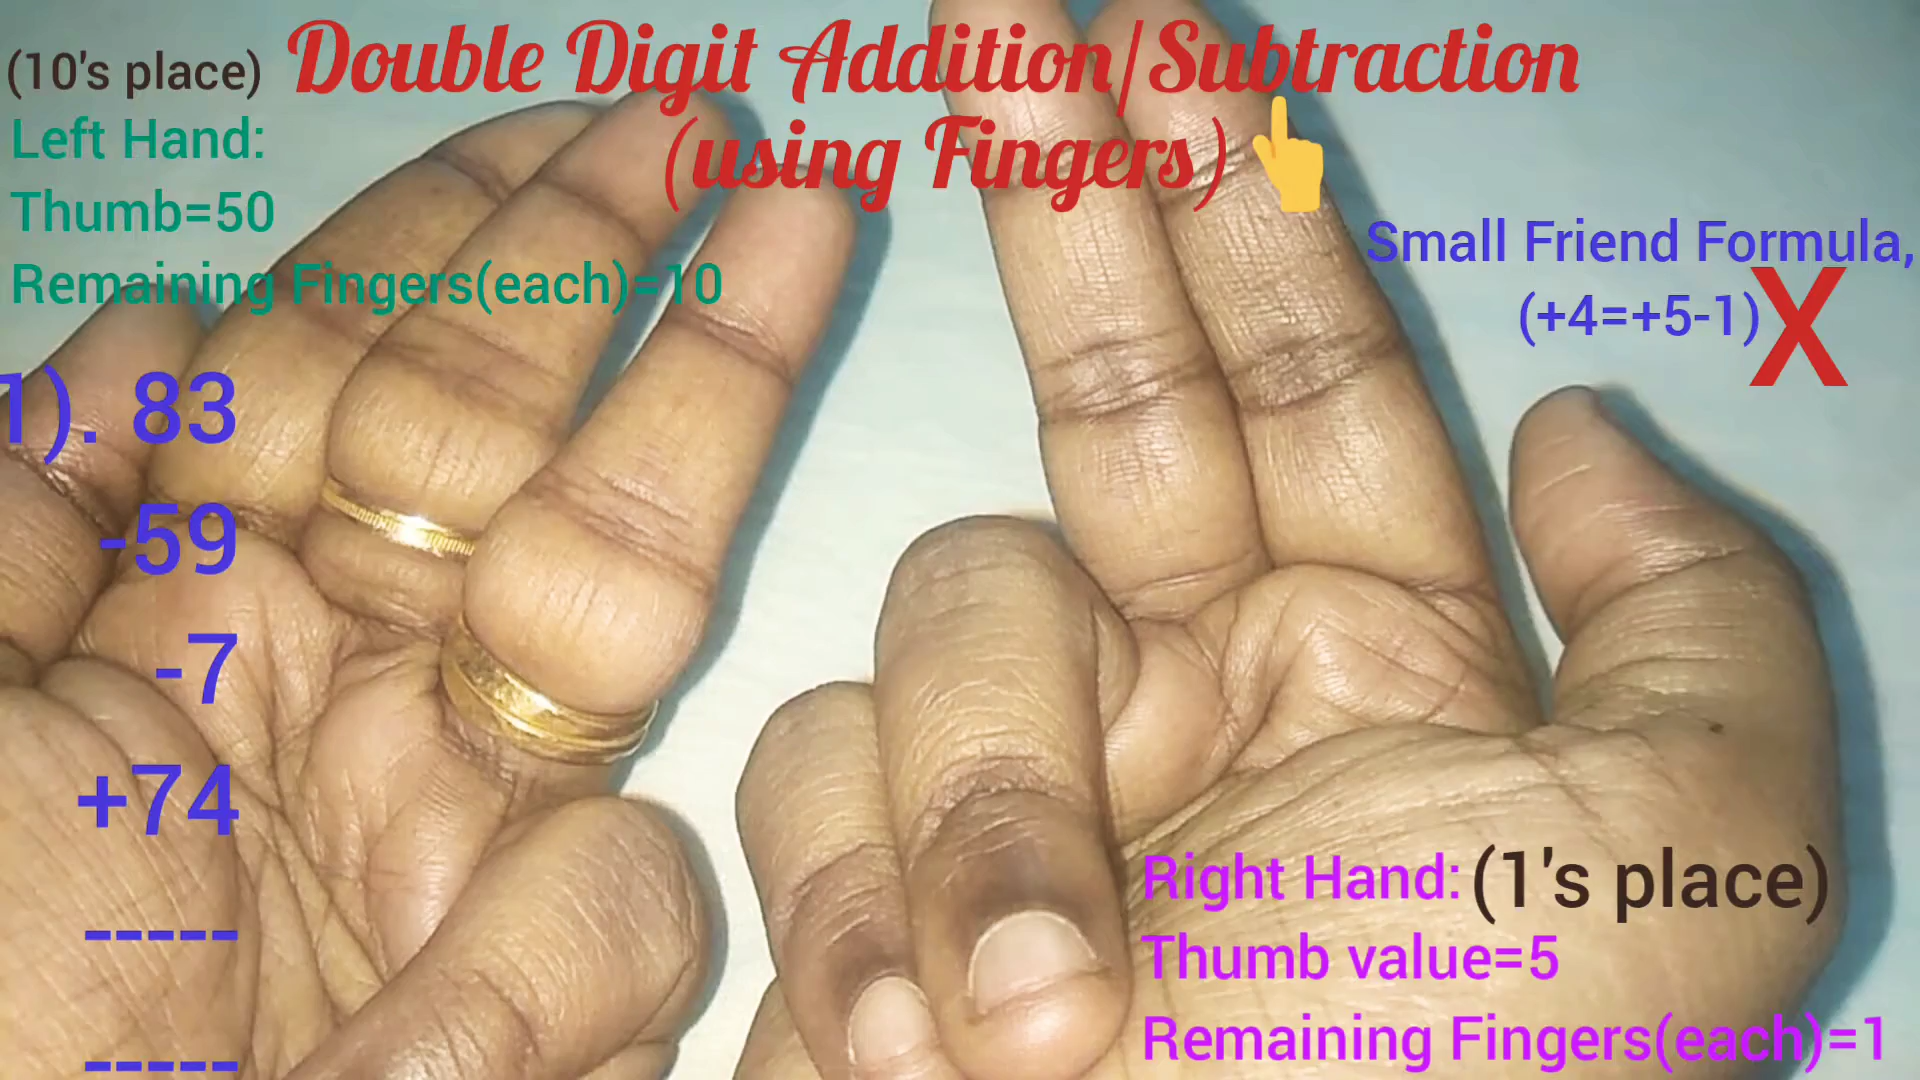 Double Digit Addition/Subtraction
(using Fingers)👆
(10's place)
Left Hand:
Thumb=50
Remaining Fingers(each)=10
Small Friend Formula,
(+4=+5-1)X
1). 83
-59
-7
+74
-----
-----
Right Hand:(1's place)
Thumb value=5
Remaining Fingers(each)=1